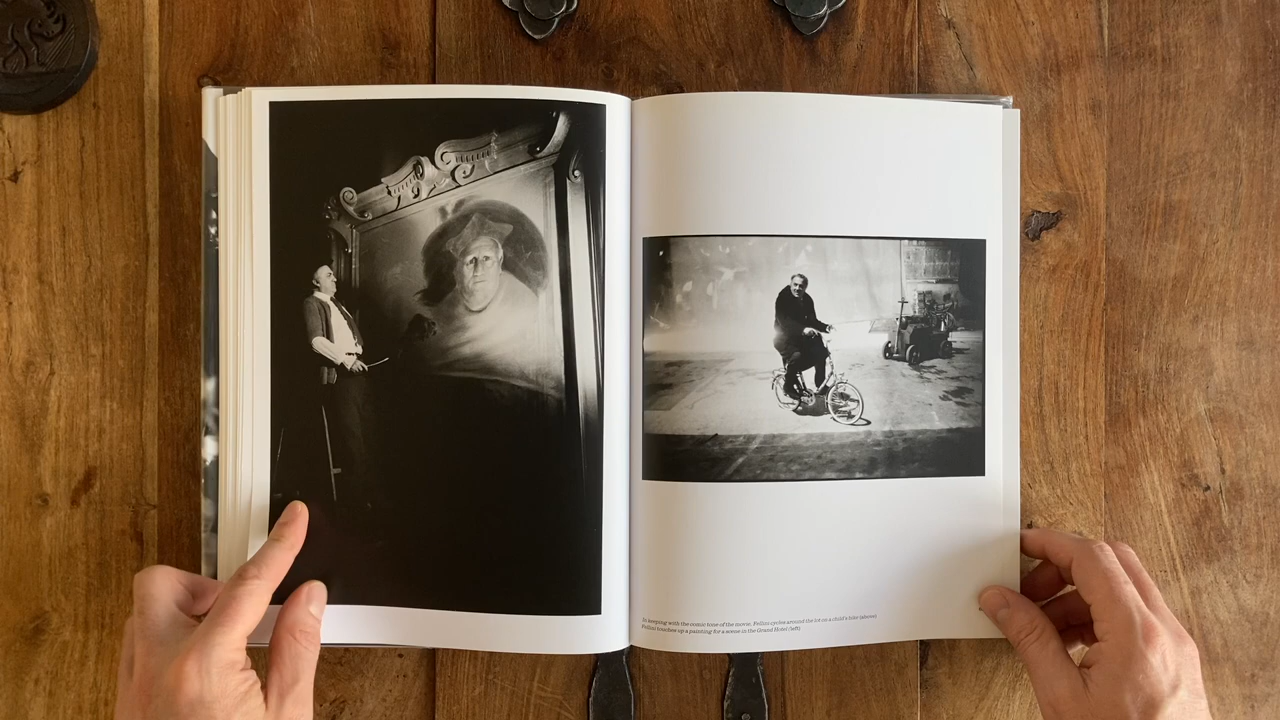 In keeping with the comic tone of the movie, Fellini cycles around the lot on a child's bike (above)
Fellini touches up a painting for a scene in the Grand Hotel (left)